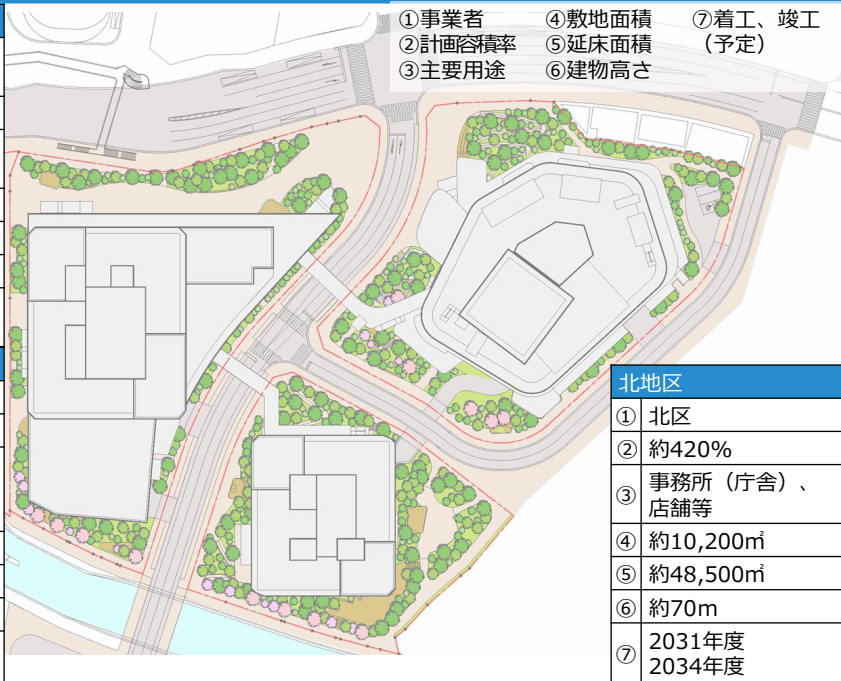 ①事業者 ④敷地面積 ⑦着工、竣工
②計画容積率 ⑤延床面積 （予定）
③主要用途 ⑥建物高さ
北地区
① 北区
② 約420%
③ 事務所（庁舎）、
店舗等
④ 約10,200㎡
⑤ 約48,500㎡
⑥ 約70m
⑦ 2031年度
2034年度